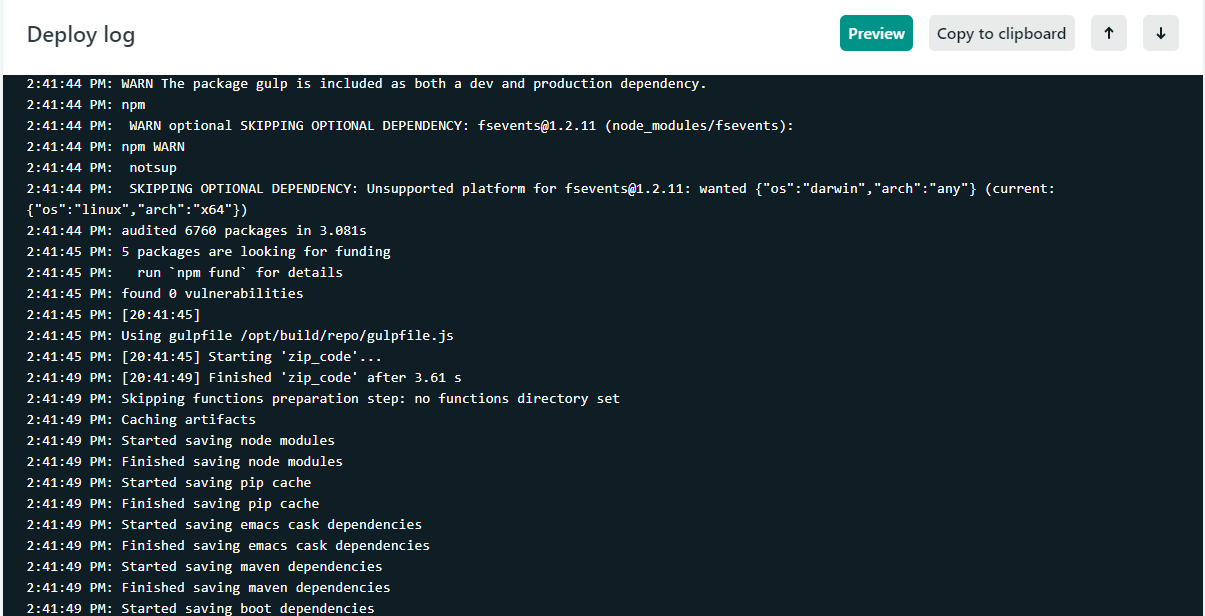 Deploy log
Preview
Copy to clipboard
2:41:44 PM: WARN The package gulp is included as both a dev and production dependency.
2:41:44 PM: npm
2:41:44 PM:  WARN optional SKIPPING OPTIONAL DEPENDENCY: fsevents@1.2.11 (node_modules/fsevents):
2:41:44 PM: npm WARN
2:41:44 PM:  notsup
2:41:44 PM:  SKIPPING OPTIONAL DEPENDENCY: Unsupported platform for fsevents@1.2.11: wanted {"os":"darwin","arch":"any"} (current:
{"os":"linux","arch":"x64"})
2:41:44 PM: audited 6760 packages in 3.081s
2:41:45 PM: 5 packages are looking for funding
2:41:45 PM:   run `npm fund` for details
2:41:45 PM: found 0 vulnerabilities
2:41:45 PM: [20:41:45]
2:41:45 PM: Using gulpfile /opt/build/repo/gulpfile.js
2:41:45 PM: [20:41:45] Starting 'zip_code'...
2:41:49 PM: [20:41:49] Finished 'zip_code' after 3.61 s
2:41:49 PM: Skipping functions preparation step: no functions directory set
2:41:49 PM: Caching artifacts
2:41:49 PM: Started saving node modules
2:41:49 PM: Finished saving node modules
2:41:49 PM: Started saving pip cache
2:41:49 PM: Finished saving pip cache
2:41:49 PM: Started saving emacs cask dependencies
2:41:49 PM: Finished saving emacs cask dependencies
2:41:49 PM: Started saving maven dependencies
2:41:49 PM: Finished saving maven dependencies
2:41:49 PM: Started saving boot dependencies